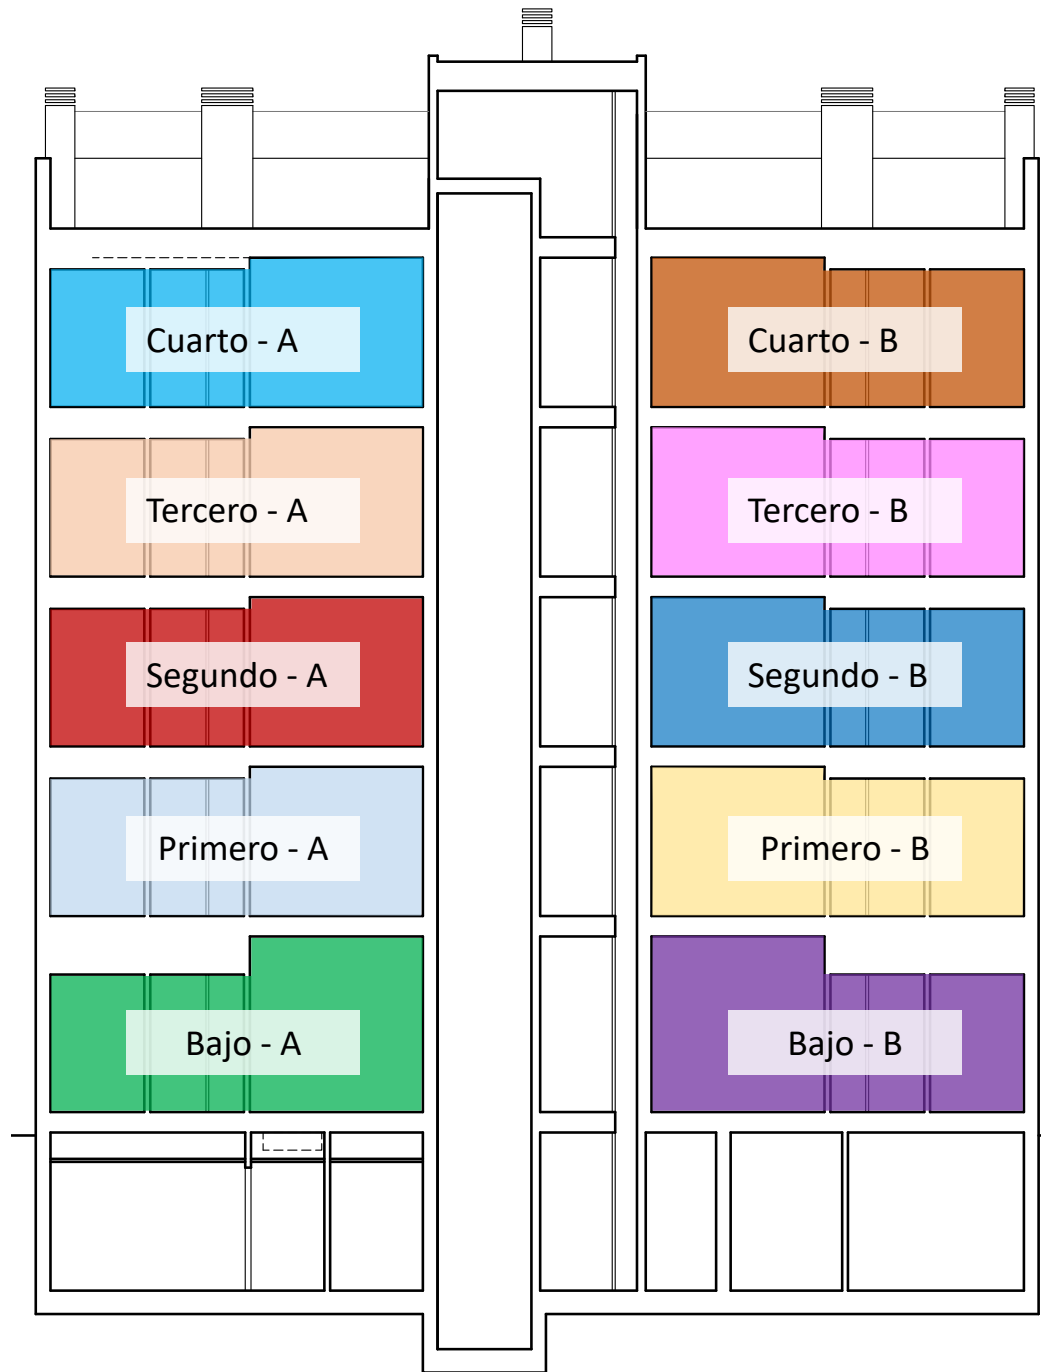 Cuarto - A
Cuarto - B
Tercero - A
Tercero - B
Segundo - A
Segundo - B
Primero - A
Primero - B
Bajo - A
Bajo - B